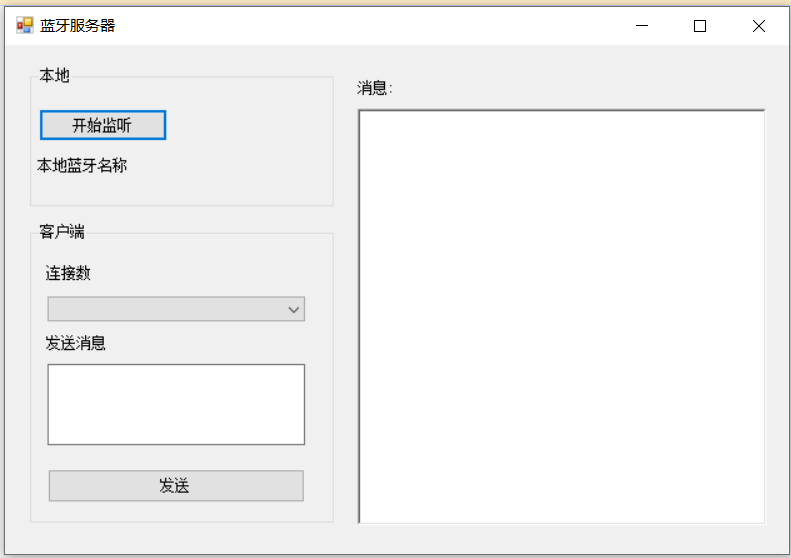 蓝牙服务器
本地
开始监听
本地蓝牙名称
客户端
连接数
发送消息
发送
消息: